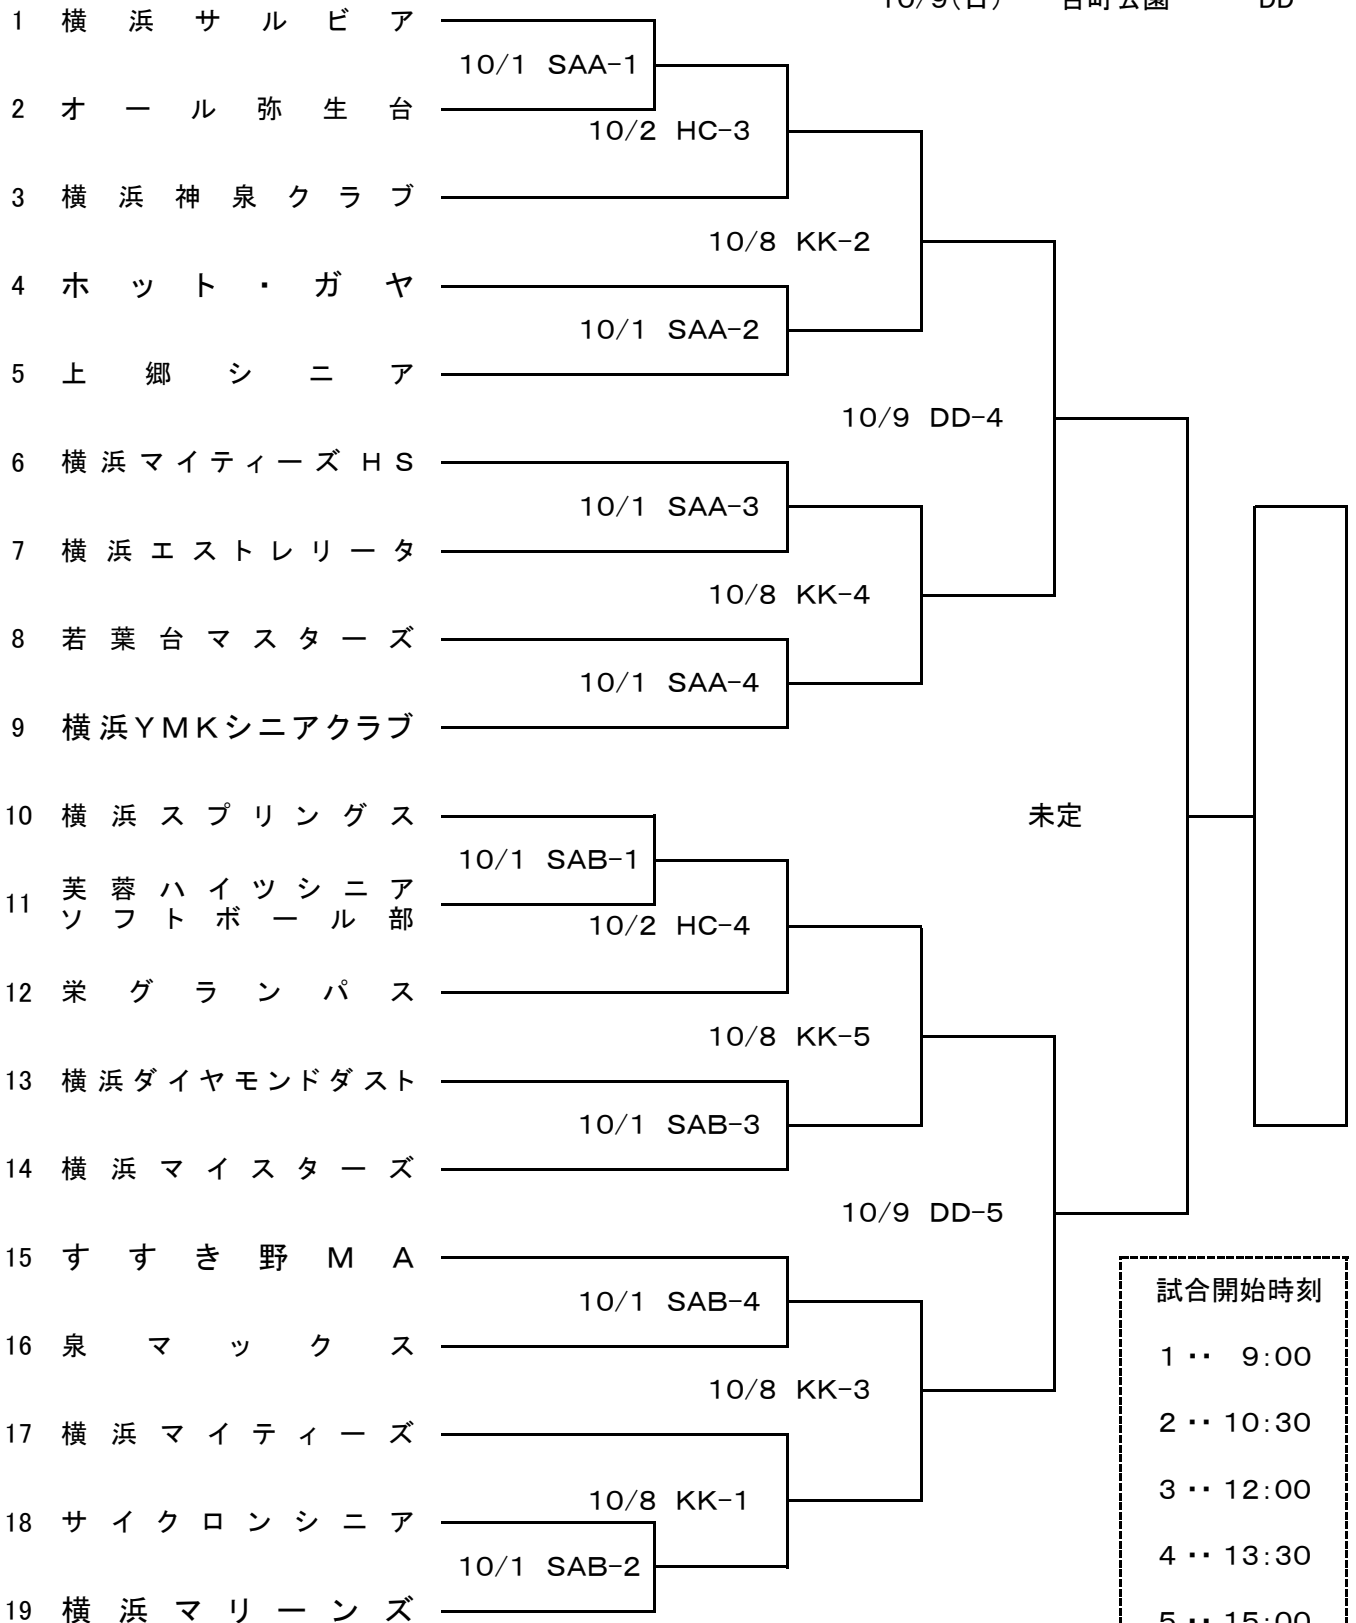 10/9(日) 台町公園 DD
1 横浜サルビア
10/1 SAA-1
2 オール弥生台
10/2 HC-3
3 横浜神泉クラブ
10/8 KK-2
4 ホット・ガヤ
10/1 SAA-2
5 上郷シニア
10/9 DD-4
6 横浜マイティーズHS
10/1 SAA-3
7 横浜エストレリータ
10/8 KK-4
8 若葉台マスターズ
10/1 SAA-4
9 横浜YMKシニアクラブ
10 横浜スプリングス
未定
10/1 SAB-1
11 芙蓉ハイツシニア
ソフトボール部
10/2 HC-4
12 栄グランパス
10/8 KK-5
13 横浜ダイヤモンドダスト
10/1 SAB-3
14 横浜マイスターズ
10/9 DD-5
15 すすき野MA
10/1 SAB-4
16 泉マックス
10/8 KK-3
17 横浜マイティーズ
10/8 KK-1
18 サイクロンシニア
10/1 SAB-2
19 横浜マリーンズ
試合開始時刻
1 ‥ 9:00
2 ‥ 10:30
3 ‥ 12:00
4 ‥ 13:30
5 ‥ 15:00